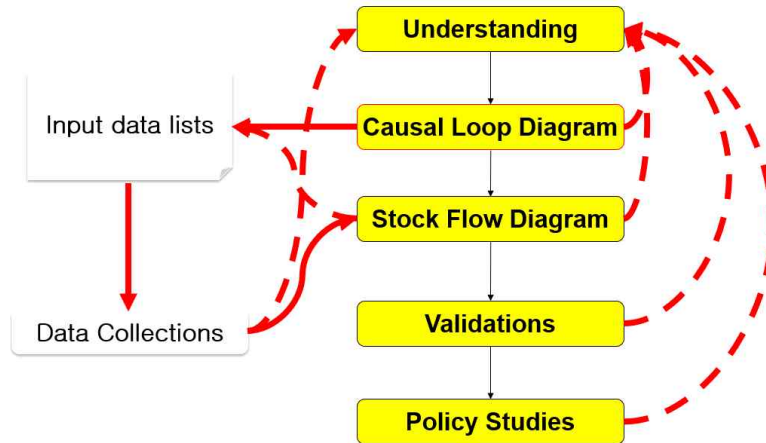 Understanding
Input data lists
Causal Loop Diagram
Stock Flow Diagram
Data Collections
Validations
Policy Studies